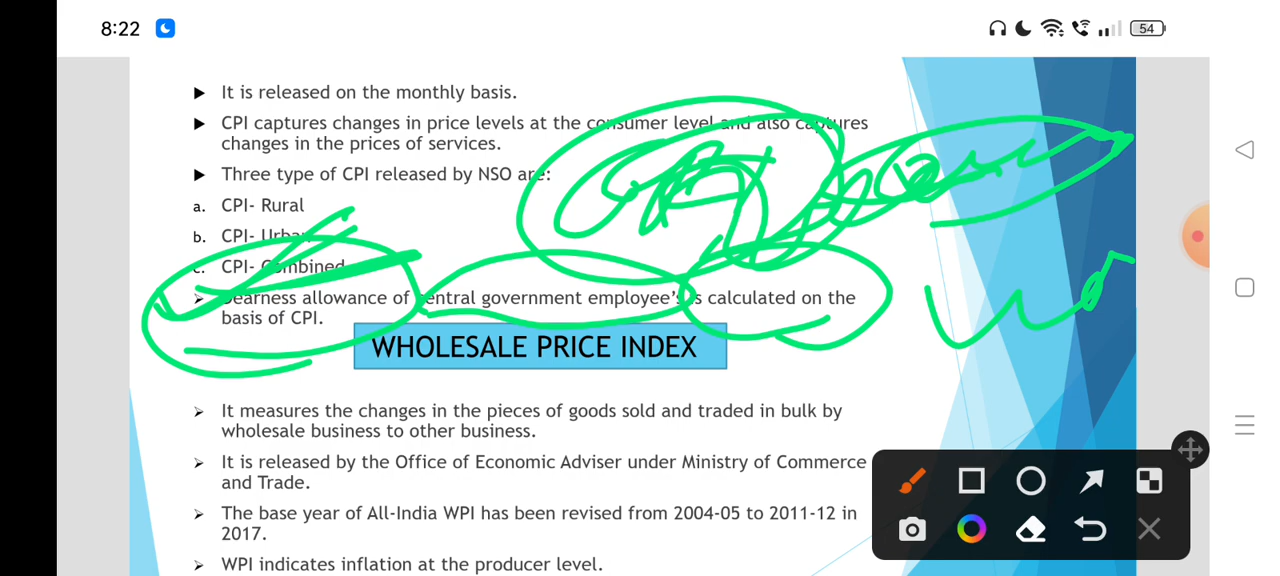 8:22
54
It is released on the monthly basis.
CPI captures changes in price levels at the consumer level and also captures
changes in the prices of services.
Three type of CPI released by NSO are:
a. CPI- Rural
b. CPI- Urban
c. CPI- Combined
Dearness allowance of central government employee's is calculated on the
basis of CPI.
WHOLESALE PRICE INDEX
It measures the changes in the pieces of goods sold and traded in bulk by
wholesale business to other business.
It is released by the Office of Economic Adviser under Ministry of Commerce
and Trade.
The base year of All-India WPI has been revised from 2004-05 to 2011-12 in
2017.
WPI indicates inflation at the producer level.